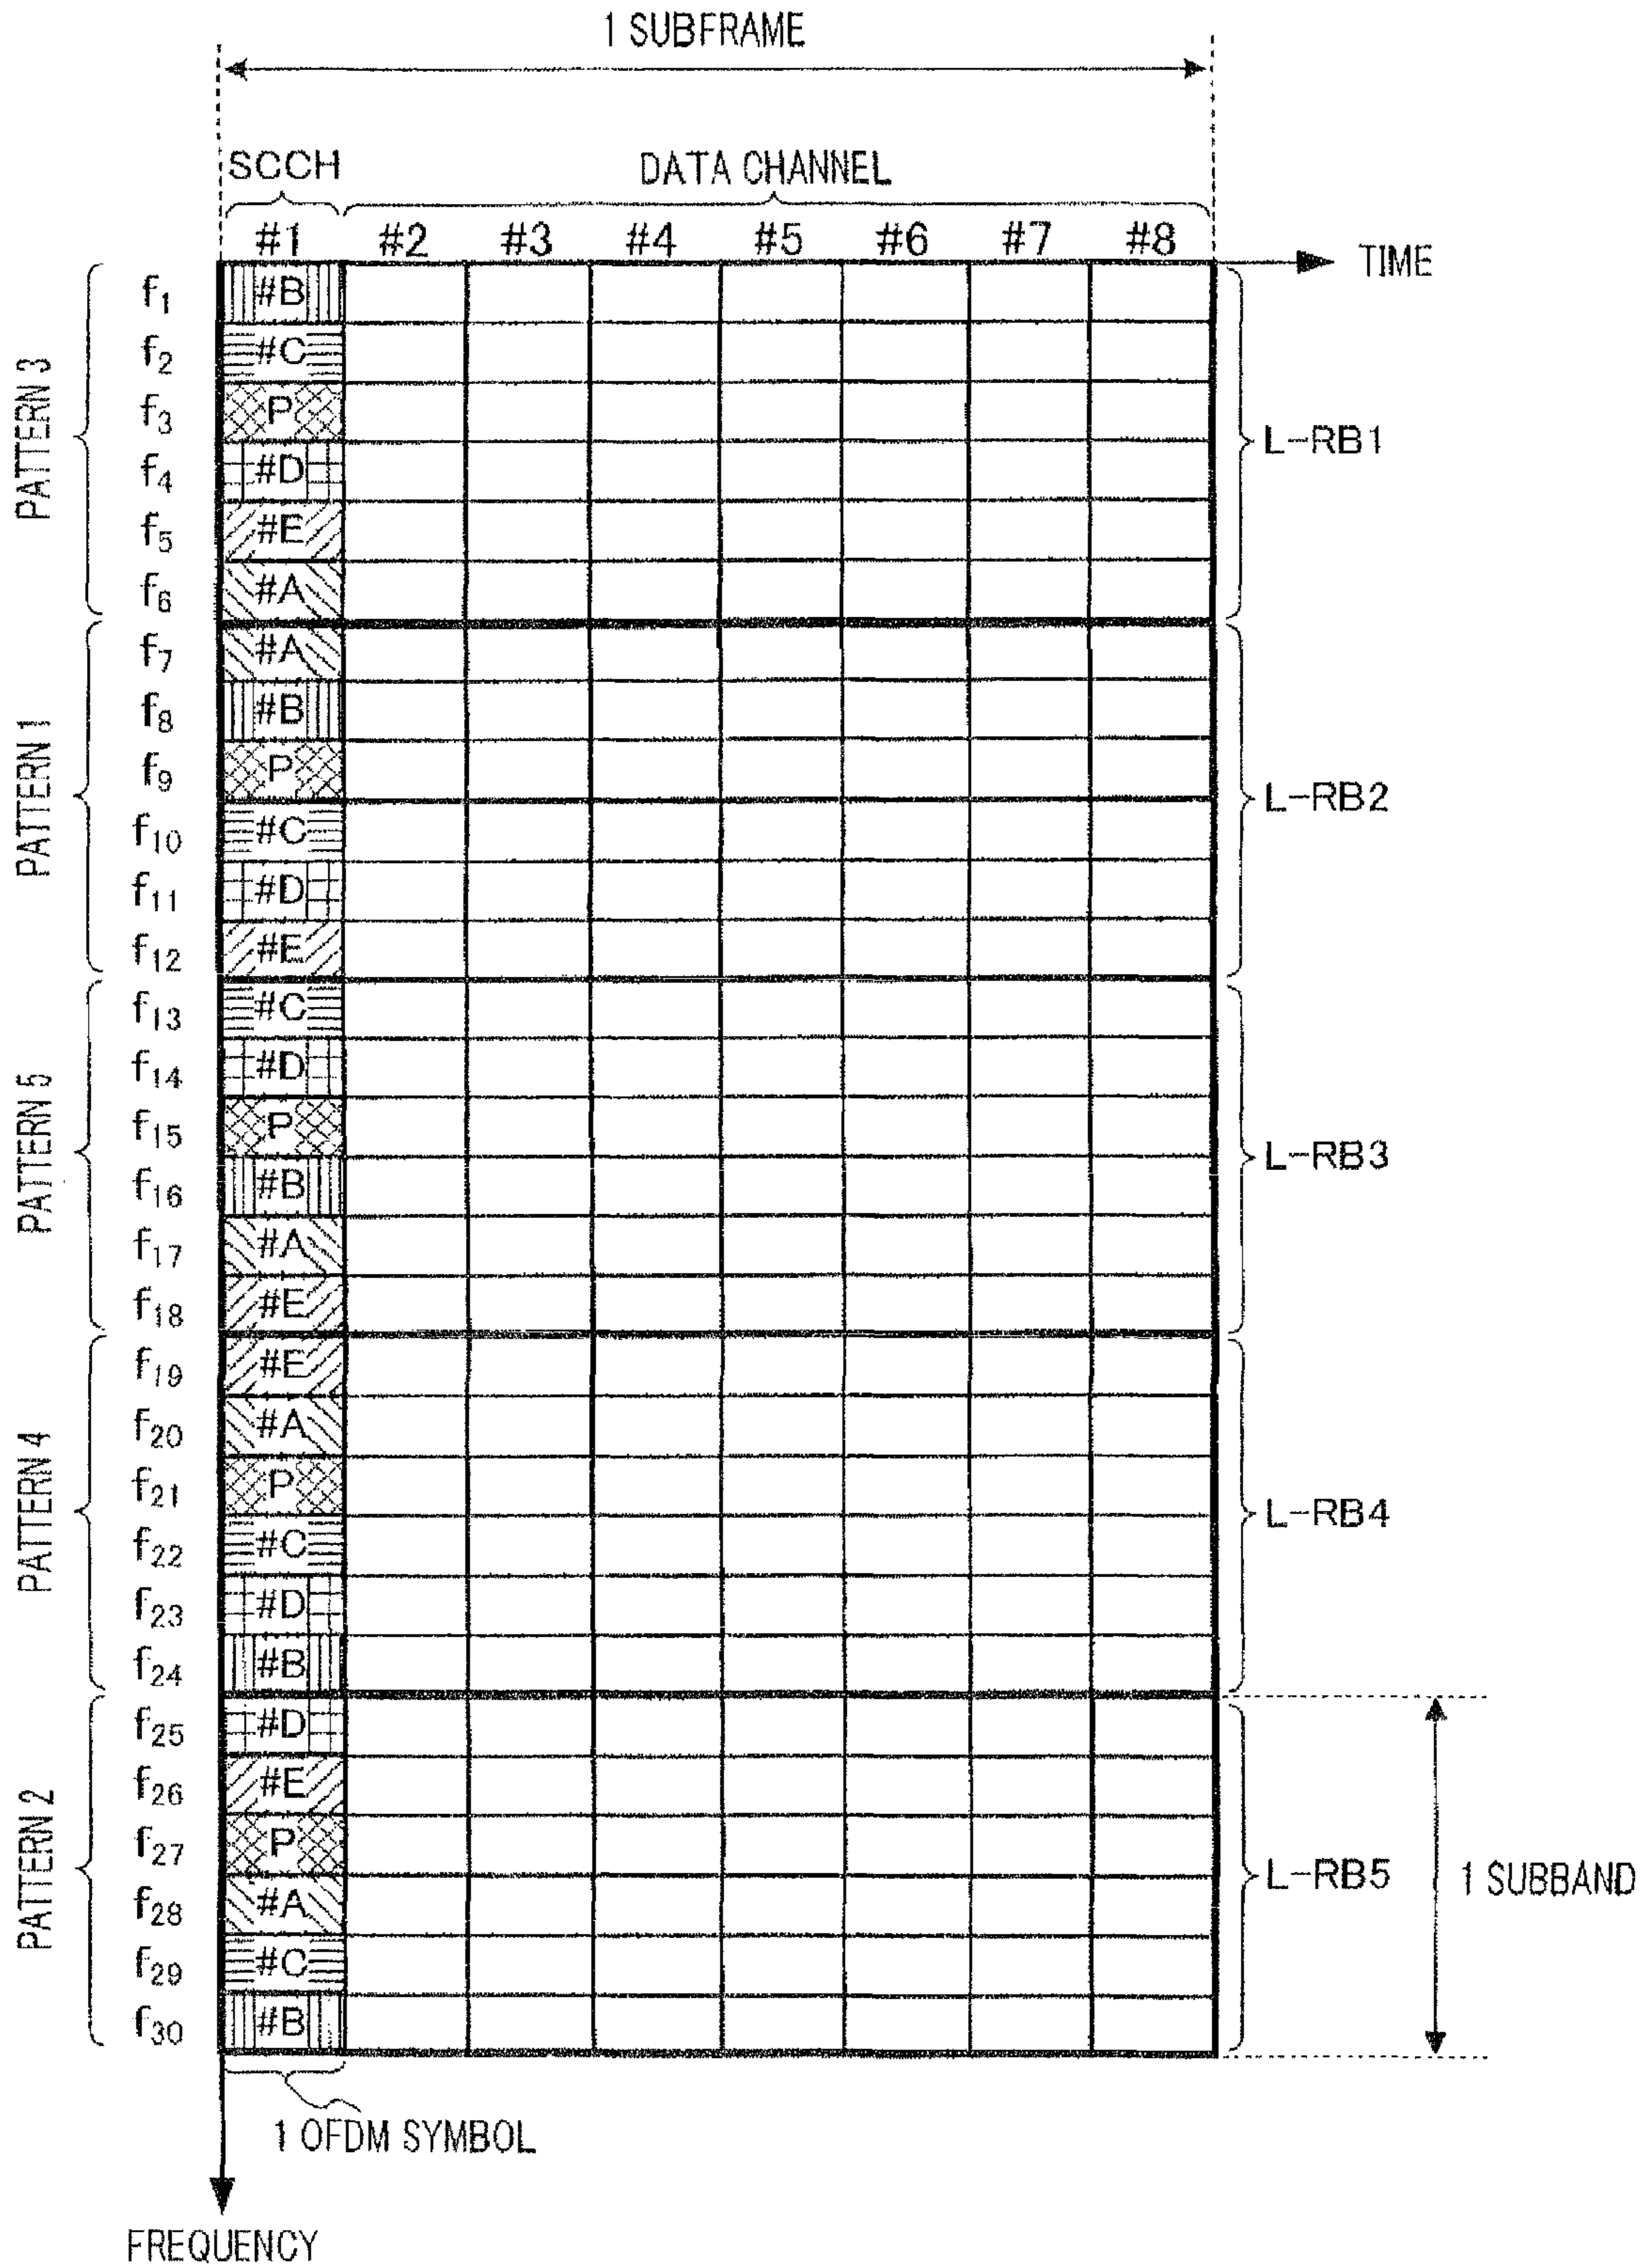 1 SUBFRAME
SCCH DATA CHANNEL
#1 #2 #3 #4 #5 #6 #7 #8 TIME
PATTERN 3
f1 #B
f2 #C
f3 P
f4 #D
f5 #E
f6 #A
L-RB1
PATTERN 1
f7 #A
f8 #B
f9 P
f10 #C
f11 #D
f12 #E
L-RB2
PATTERN 5
f13 #C
f14 #D
f15 P
f16 #B
f17 #A
f18 #E
L-RB3
PATTERN 4
f19 #E
f20 #A
f21 P
f22 #C
f23 #D
f24 #B
L-RB4
PATTERN 2
f25 #D
f26 #E
f27 P
f28 #A
f29 #C
f30 #B
L-RB5
1 SUBBAND
1 OFDM SYMBOL
FREQUENCY